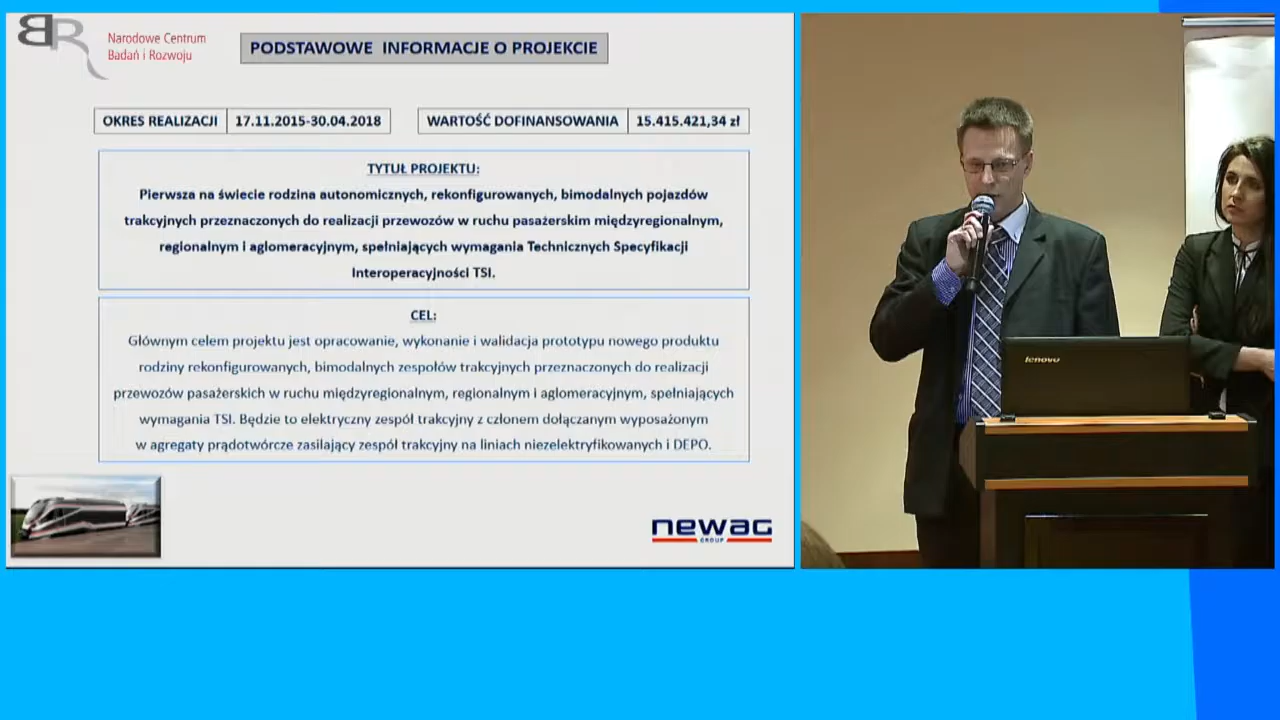 BR
Narodowe Centrum
Badań i Rozwoju
PODSTAWOWE INFORMACJE O PROJEKCIE
OKRES REALIZACJI 17.11.2015-30.04.2018
WARTOŚĆ DOFINANSOWANIA 15.415.421,34 zł
TYTUŁ PROJEKTU:
Pierwsza na świecie rodzina autonomicznych, rekonfigurowanych, bimodalnych pojazdów
trakcyjnych przeznaczonych do realizacji przewozów w ruchu pasażerskim międzyregionalnym,
regionalnym i aglomeracyjnym, spełniających wymagania Technicznych Specyfikacji
Interoperacyjności TSI.
CEL:
Głównym celem projektu jest opracowanie, wykonanie i walidacja prototypu nowego produktu
rodziny rekonfigurowanych, bimodalnych zespołów trakcyjnych przeznaczonych do realizacji
przewozów pasażerskich w ruchu międzyregionalnym, regionalnym i aglomeracyjnym, spełniających
wymagania TSI. Będzie to elektryczny zespół trakcyjny z członem dołączanym wyposażonym
w agregaty prądotwórcze zasilający zespół trakcyjny na liniach niezelektryfikowanych i DEPO.
newag
GROUP
lenovo